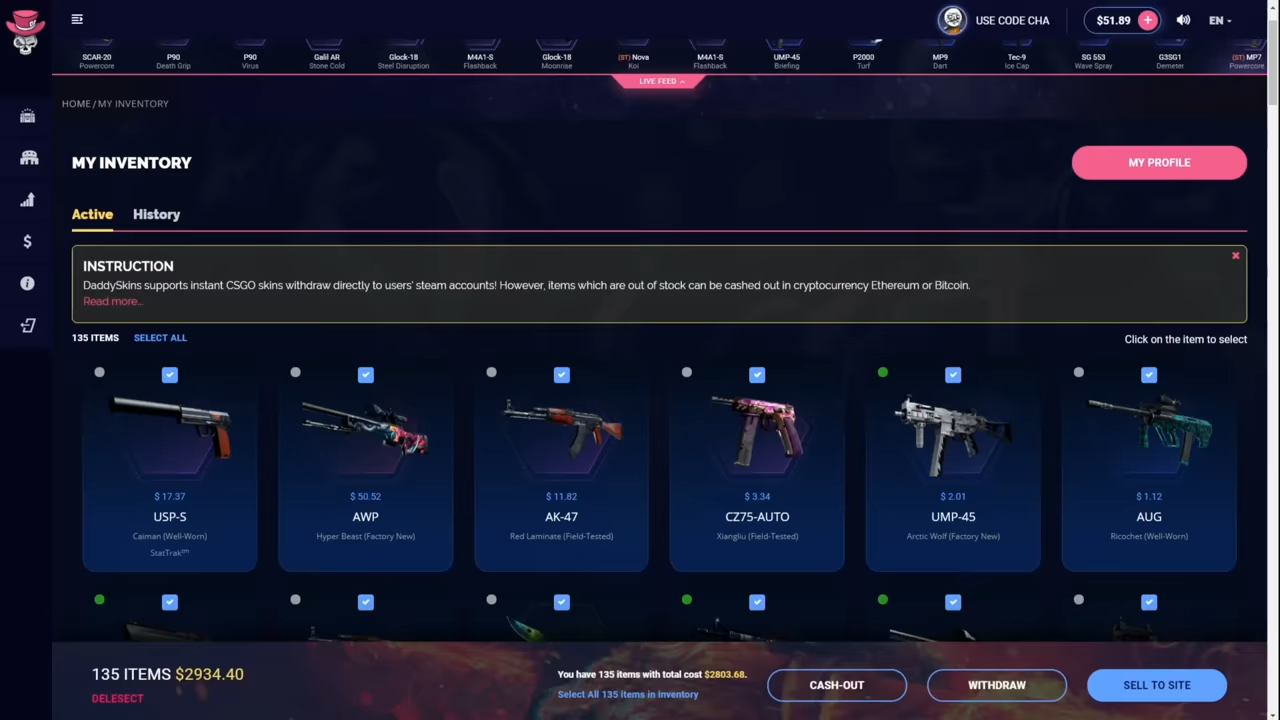 USE CODE CHA
$51.89
EN
SCAR-20 P90 P90 Galil AR Glock-18 M4A1-S Glock-18 (ST) Nova M4A1-S UMP-45 P2000 MP9 Tec-9 SG 553 G3SG1 (ST) MP7
Powercore Death Grip Virus Stone Cold Steel Disruption Flashback Moonrise Koi Flashback Briefing Turf Dart Ice Cap Wave Spray Demeter Powercore
LIVE FEED
HOME / MY INVENTORY
MY INVENTORY
MY PROFILE
Active History
INSTRUCTION
DaddySkins supports instant CSGO skins withdraw directly to users' steam accounts! However, items which are out of stock can be cashed out in cryptocurrency Ethereum or Bitcoin.
Read more...
135 ITEMS SELECT ALL
Click on the item to select
$ 17.37 $ 50.52 $ 11.82 $ 3.34 $ 2.01 $ 1.12
USP-S AWP AK-47 CZ75-AUTO UMP-45 AUG
Caiman (Well-Worn) Hyper Beast (Factory New) Red Laminate (Field-Tested) Xiangliu (Field-Tested) Arctic Wolf (Factory New) Ricochet (Well-Worn)
StatTrak™
135 ITEMS $2934.40
DELESECT
You have 135 items with total cost $2803.68.
Select All 135 items in inventory
CASH-OUT
WITHDRAW
SELL TO SITE